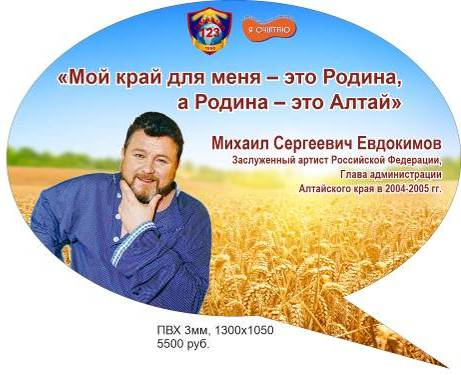 123
Я СЧИТАЮ
«Мой край для меня – это Родина,
а Родина – это Алтай»
Михаил Сергеевич Евдокимов
Заслуженный артист Российской Федерации,
Глава администрации
Алтайского края в 2004-2005 гг.
ПВХ 3мм, 1300х1050
5500 руб.